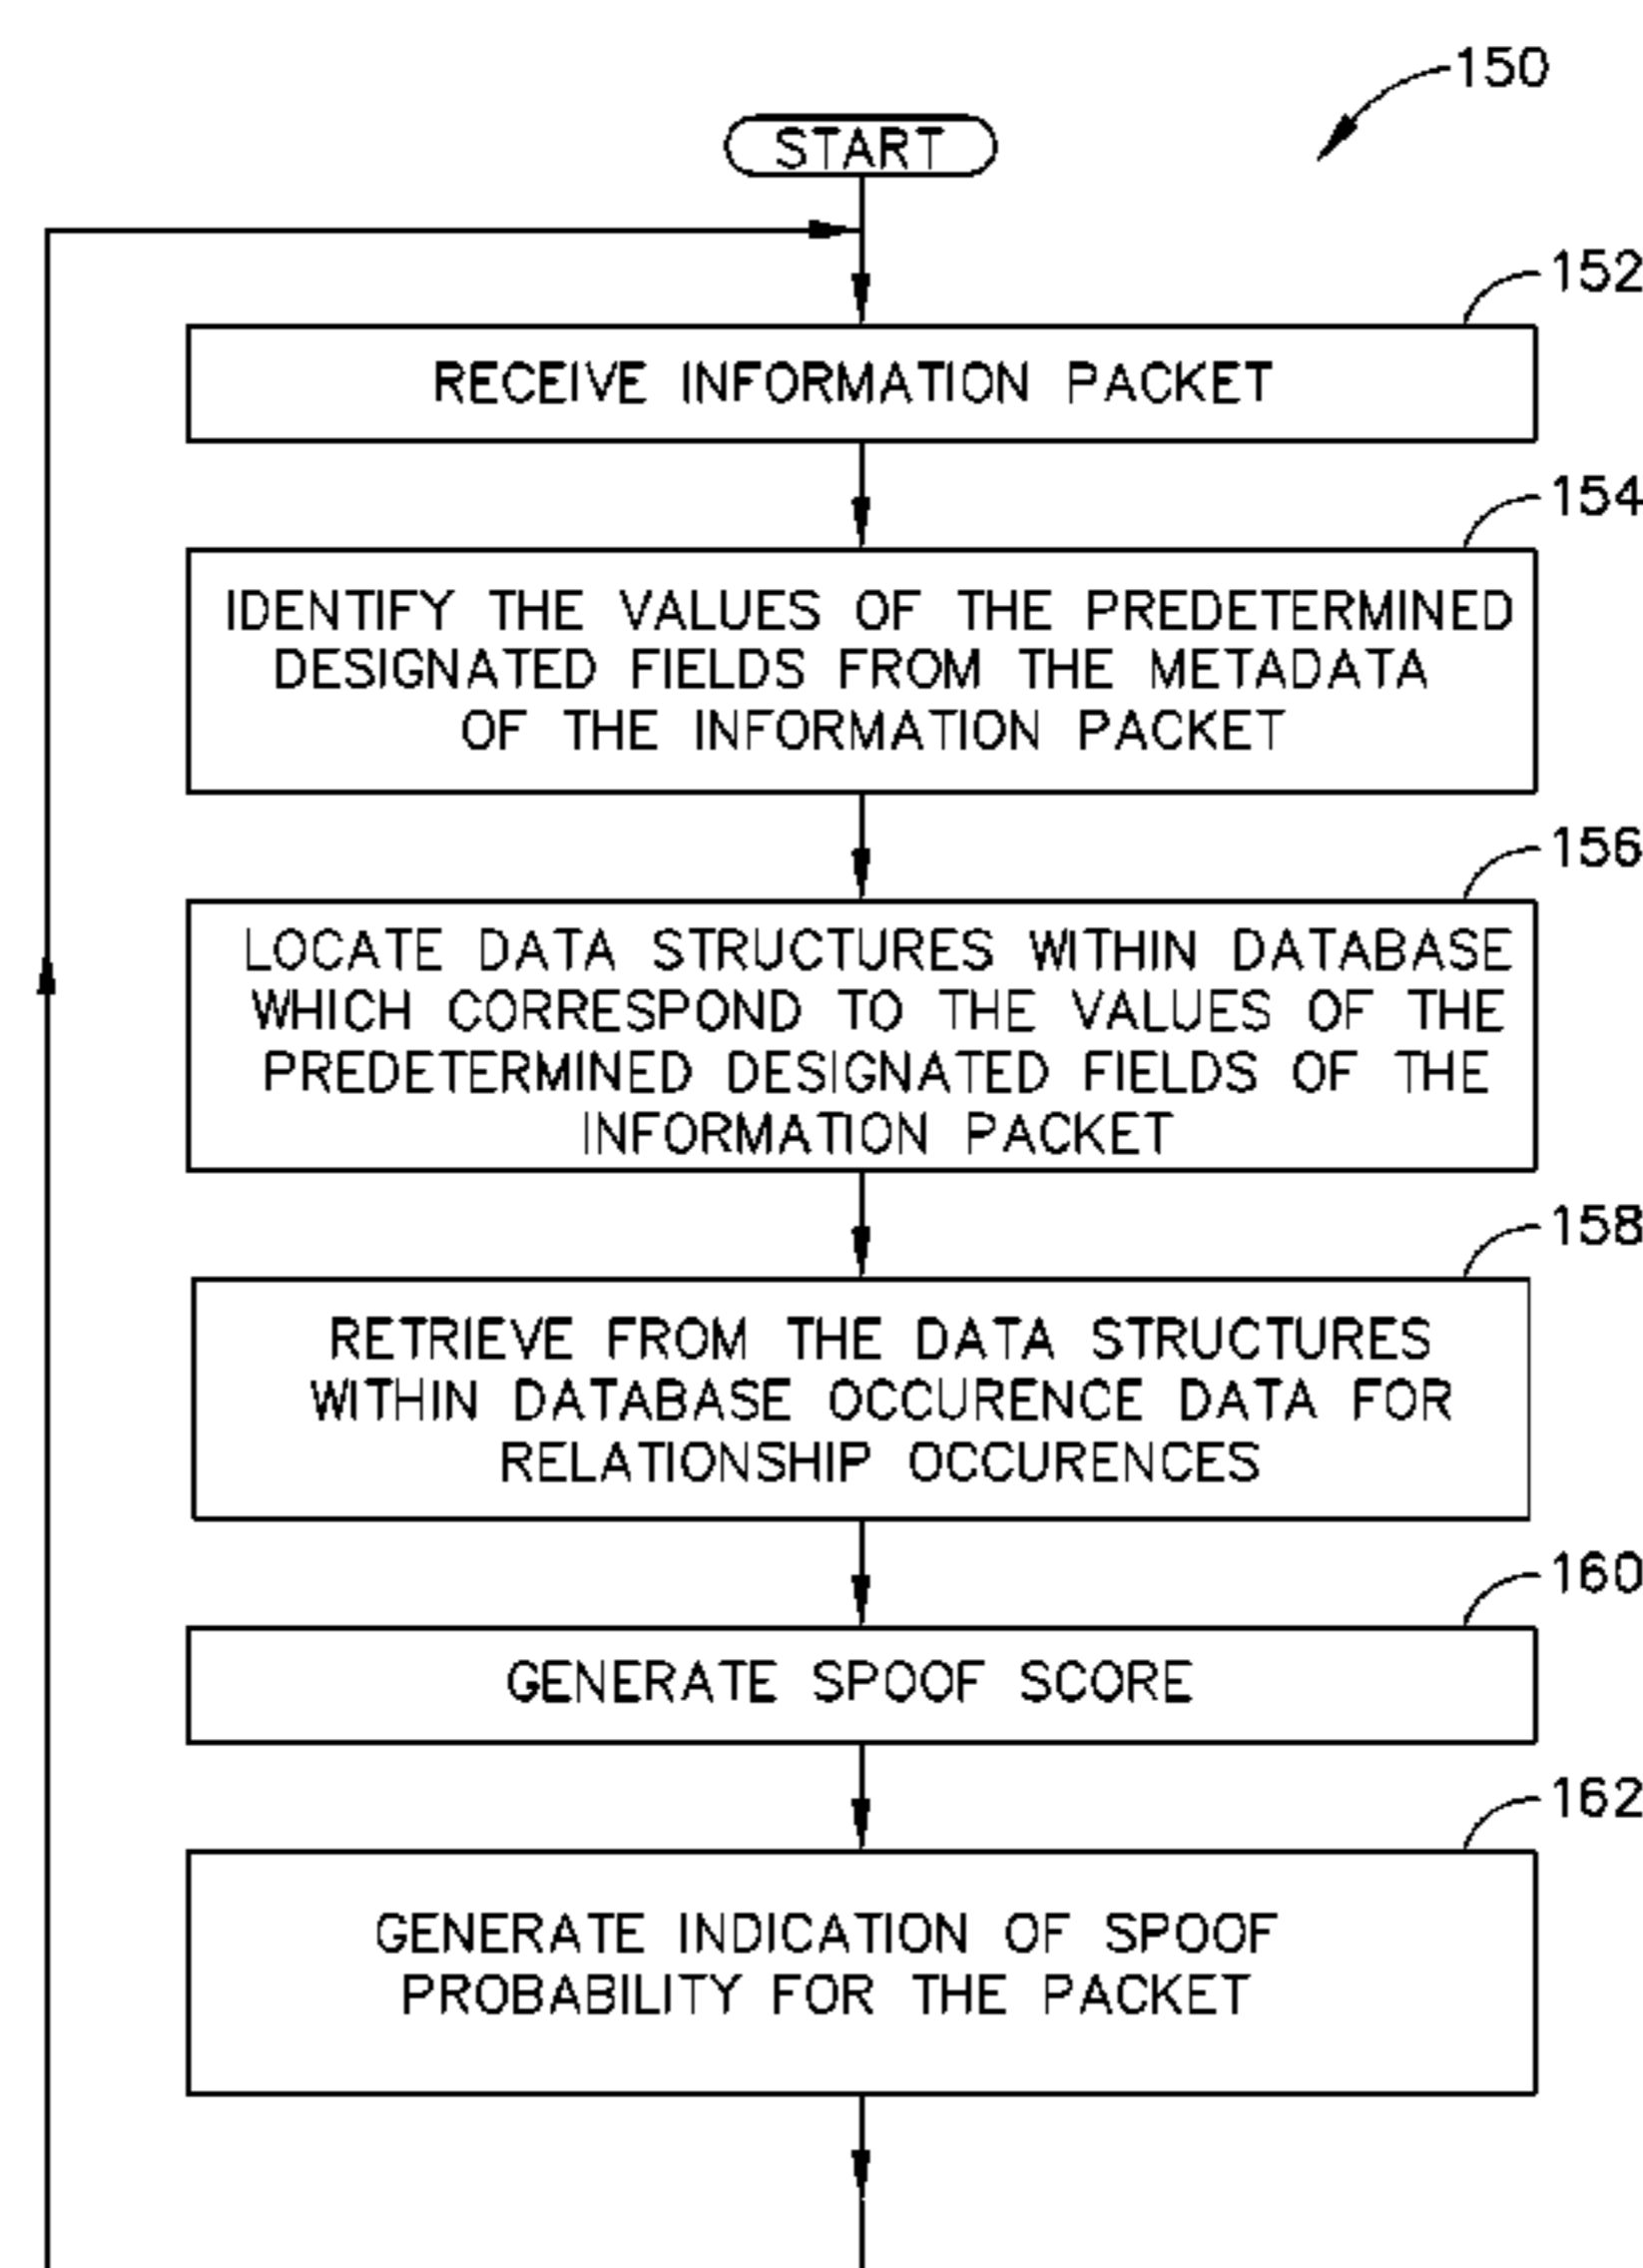 150
START
152
RECEIVE INFORMATION PACKET
154
IDENTIFY THE VALUES OF THE PREDETERMINED
DESIGNATED FIELDS FROM THE METADATA
OF THE INFORMATION PACKET
156
LOCATE DATA STRUCTURES WITHIN DATABASE
WHICH CORRESPOND TO THE VALUES OF THE
PREDETERMINED DESIGNATED FIELDS OF THE
INFORMATION PACKET
158
RETRIEVE FROM THE DATA STRUCTURES
WITHIN DATABASE OCCURENCE DATA FOR
RELATIONSHIP OCCURENCES
160
GENERATE SPOOF SCORE
162
GENERATE INDICATION OF SPOOF
PROBABILITY FOR THE PACKET